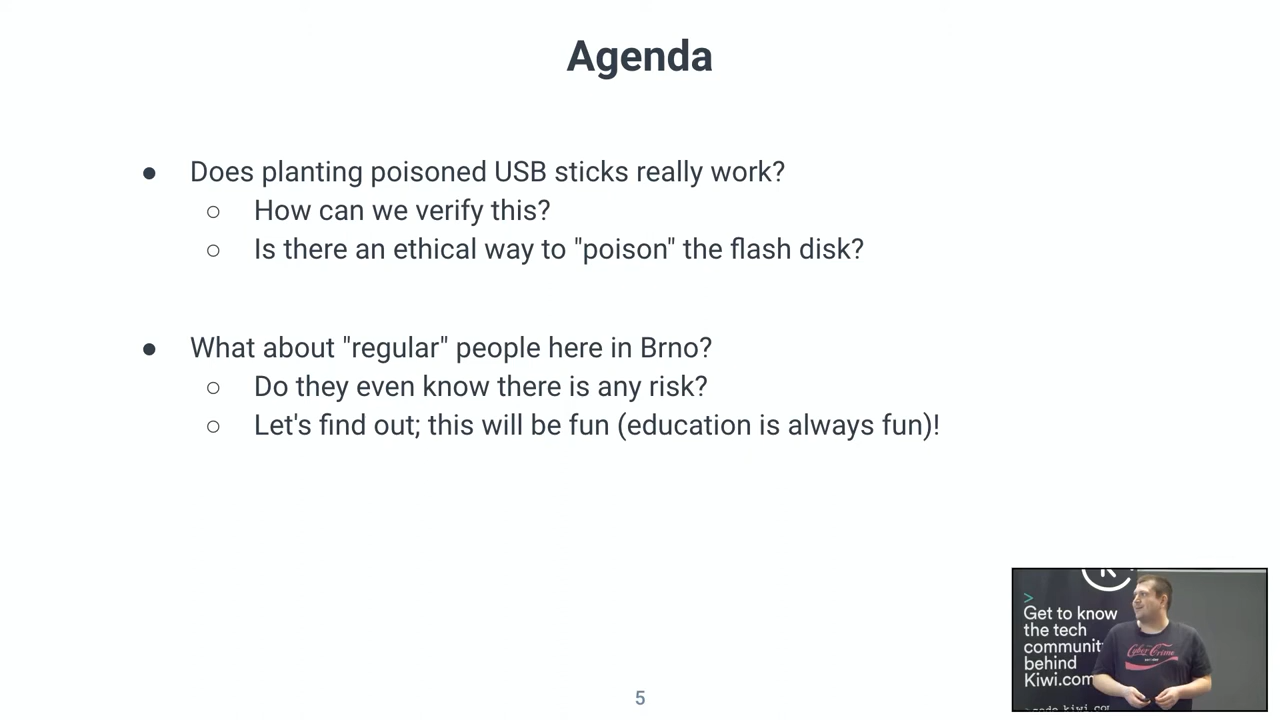 Agenda
● Does planting poisoned USB sticks really work?
○ How can we verify this?
○ Is there an ethical way to "poison" the flash disk?
● What about "regular" people here in Brno?
○ Do they even know there is any risk?
○ Let's find out; this will be fun (education is always fun)!
>
Get to know
the tech
behind
Kiwi.com
Cyber Crime
5